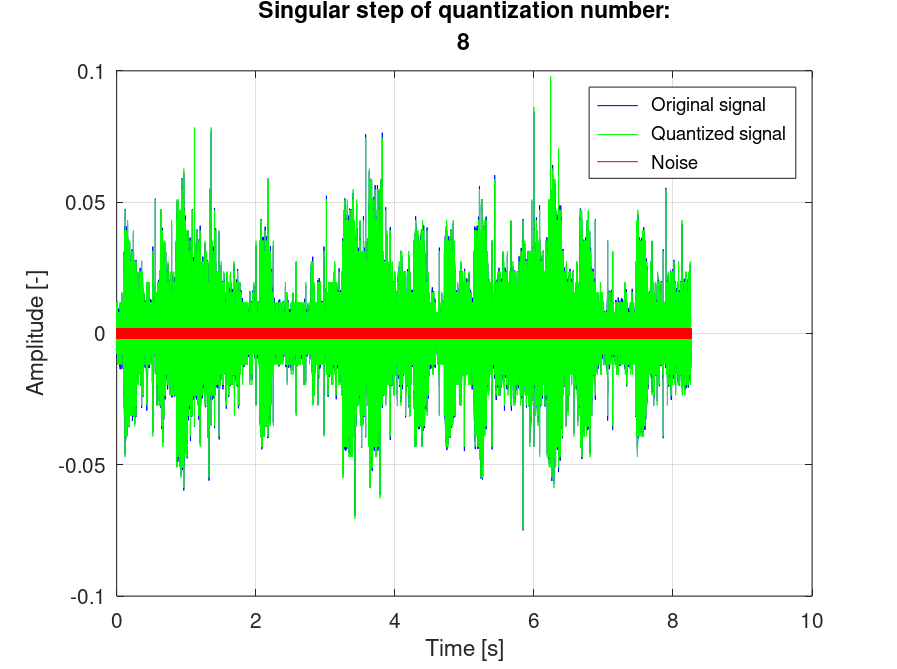 Singular step of quantization number:
8
0.1
0.05
0
-0.05
-0.1
Amplitude [-]
Original signal
Quantized signal
Noise
0 2 4 6 8 10
Time [s]